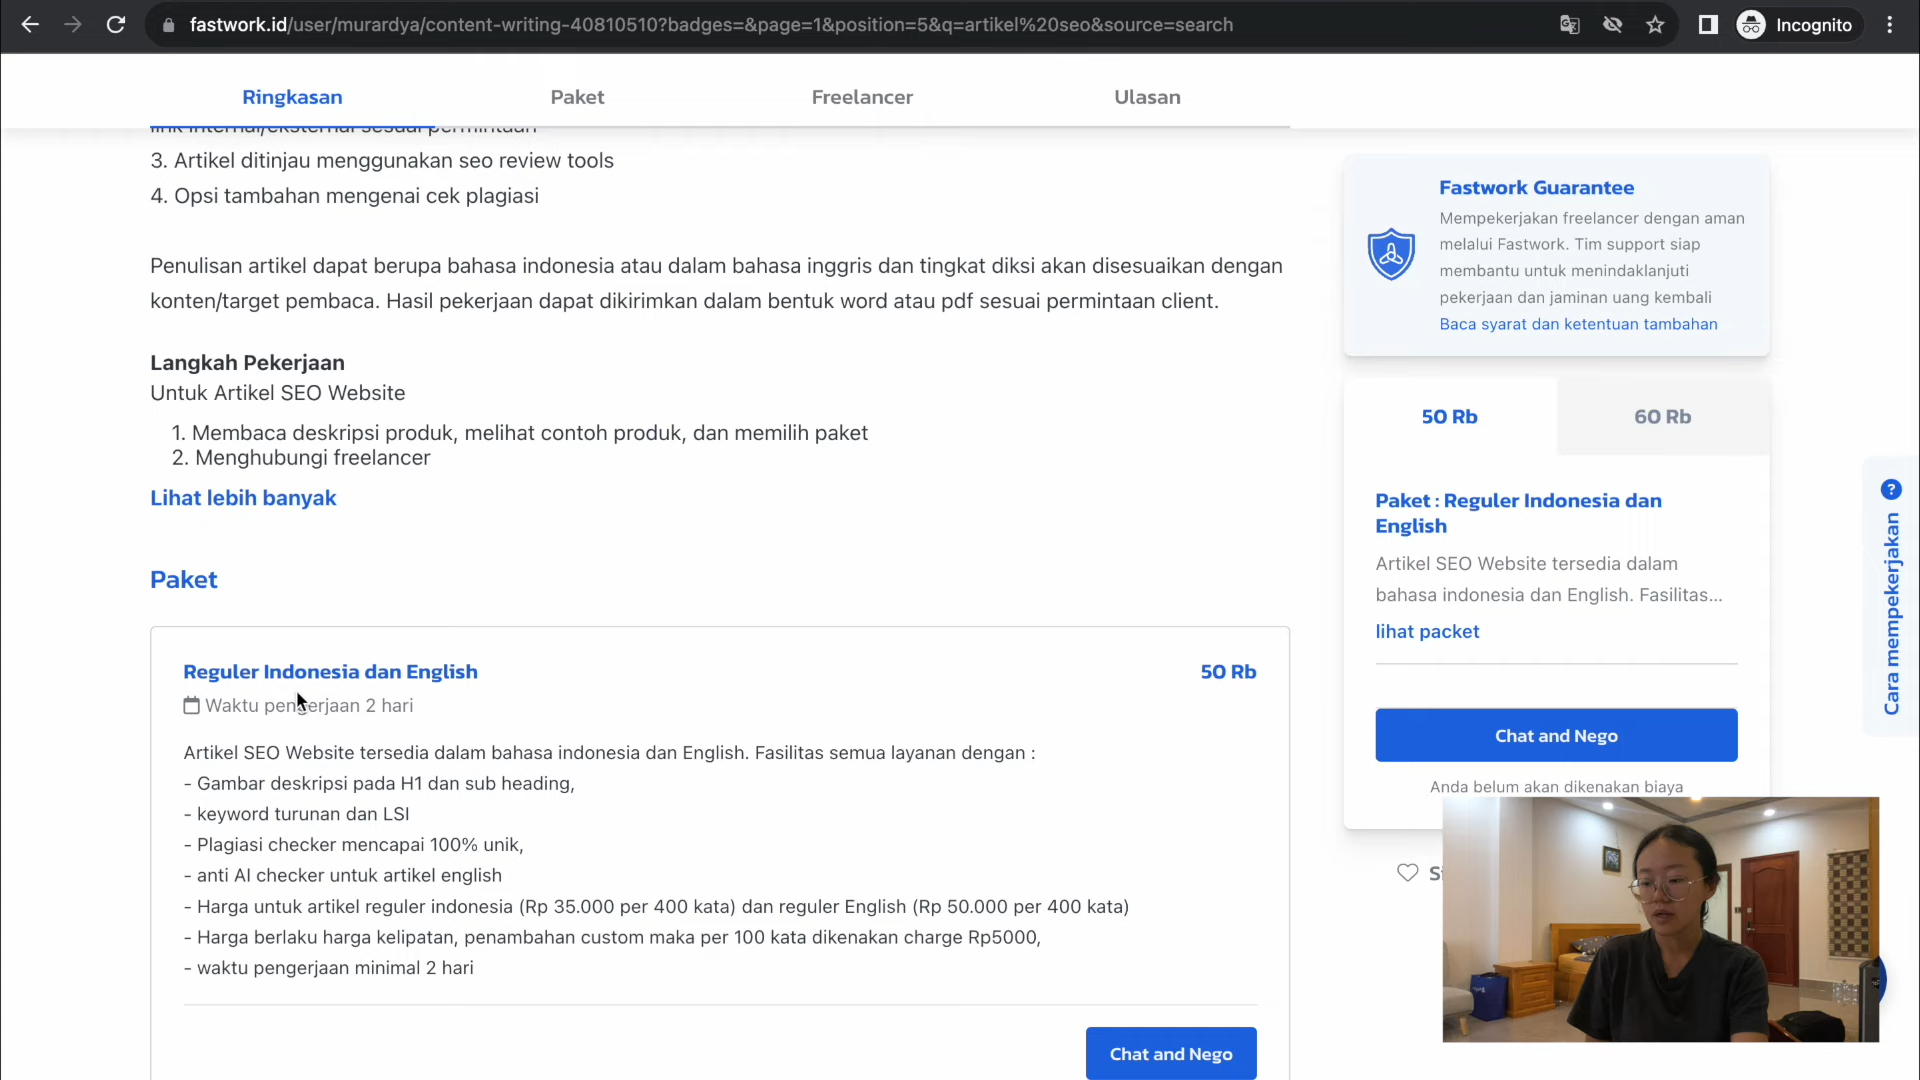 fastwork.id/user/murardya/content-writing-40810510?badges=&page=1&position=5&q=artikel%20seo&source=search
Incognito
Ringkasan
Paket
Freelancer
Ulasan
link internal/eksternal sesuai permintaan
3. Artikel ditinjau menggunakan seo review tools
4. Opsi tambahan mengenai cek plagiasi
Penulisan artikel dapat berupa bahasa indonesia atau dalam bahasa inggris dan tingkat diksi akan disesuaikan dengan
konten/target pembaca. Hasil pekerjaan dapat dikirimkan dalam bentuk word atau pdf sesuai permintaan client.
Langkah Pekerjaan
Untuk Artikel SEO Website
1. Membaca deskripsi produk, melihat contoh produk, dan memilih paket
2. Menghubungi freelancer
Lihat lebih banyak
Paket
Reguler Indonesia dan English
50 Rb
Waktu pengerjaan 2 hari
Artikel SEO Website tersedia dalam bahasa indonesia dan English. Fasilitas semua layanan dengan :
- Gambar deskripsi pada H1 dan sub heading,
- keyword turunan dan LSI
- Plagiasi checker mencapai 100% unik,
- anti AI checker untuk artikel english
- Harga untuk artikel reguler indonesia (Rp 35.000 per 400 kata) dan reguler English (Rp 50.000 per 400 kata)
- Harga berlaku harga kelipatan, penambahan custom maka per 100 kata dikenakan charge Rp5000,
- waktu pengerjaan minimal 2 hari
Chat and Nego
Fastwork Guarantee
Mempekerjakan freelancer dengan aman
melalui Fastwork. Tim support siap
membantu untuk menindaklanjuti
pekerjaan dan jaminan uang kembali
Baca syarat dan ketentuan tambahan
50 Rb
60 Rb
Paket : Reguler Indonesia dan
English
Artikel SEO Website tersedia dalam
bahasa indonesia dan English. Fasilitas...
lihat packet
Chat and Nego
Anda belum akan dikenakan biaya
? Cara mempekerjakan